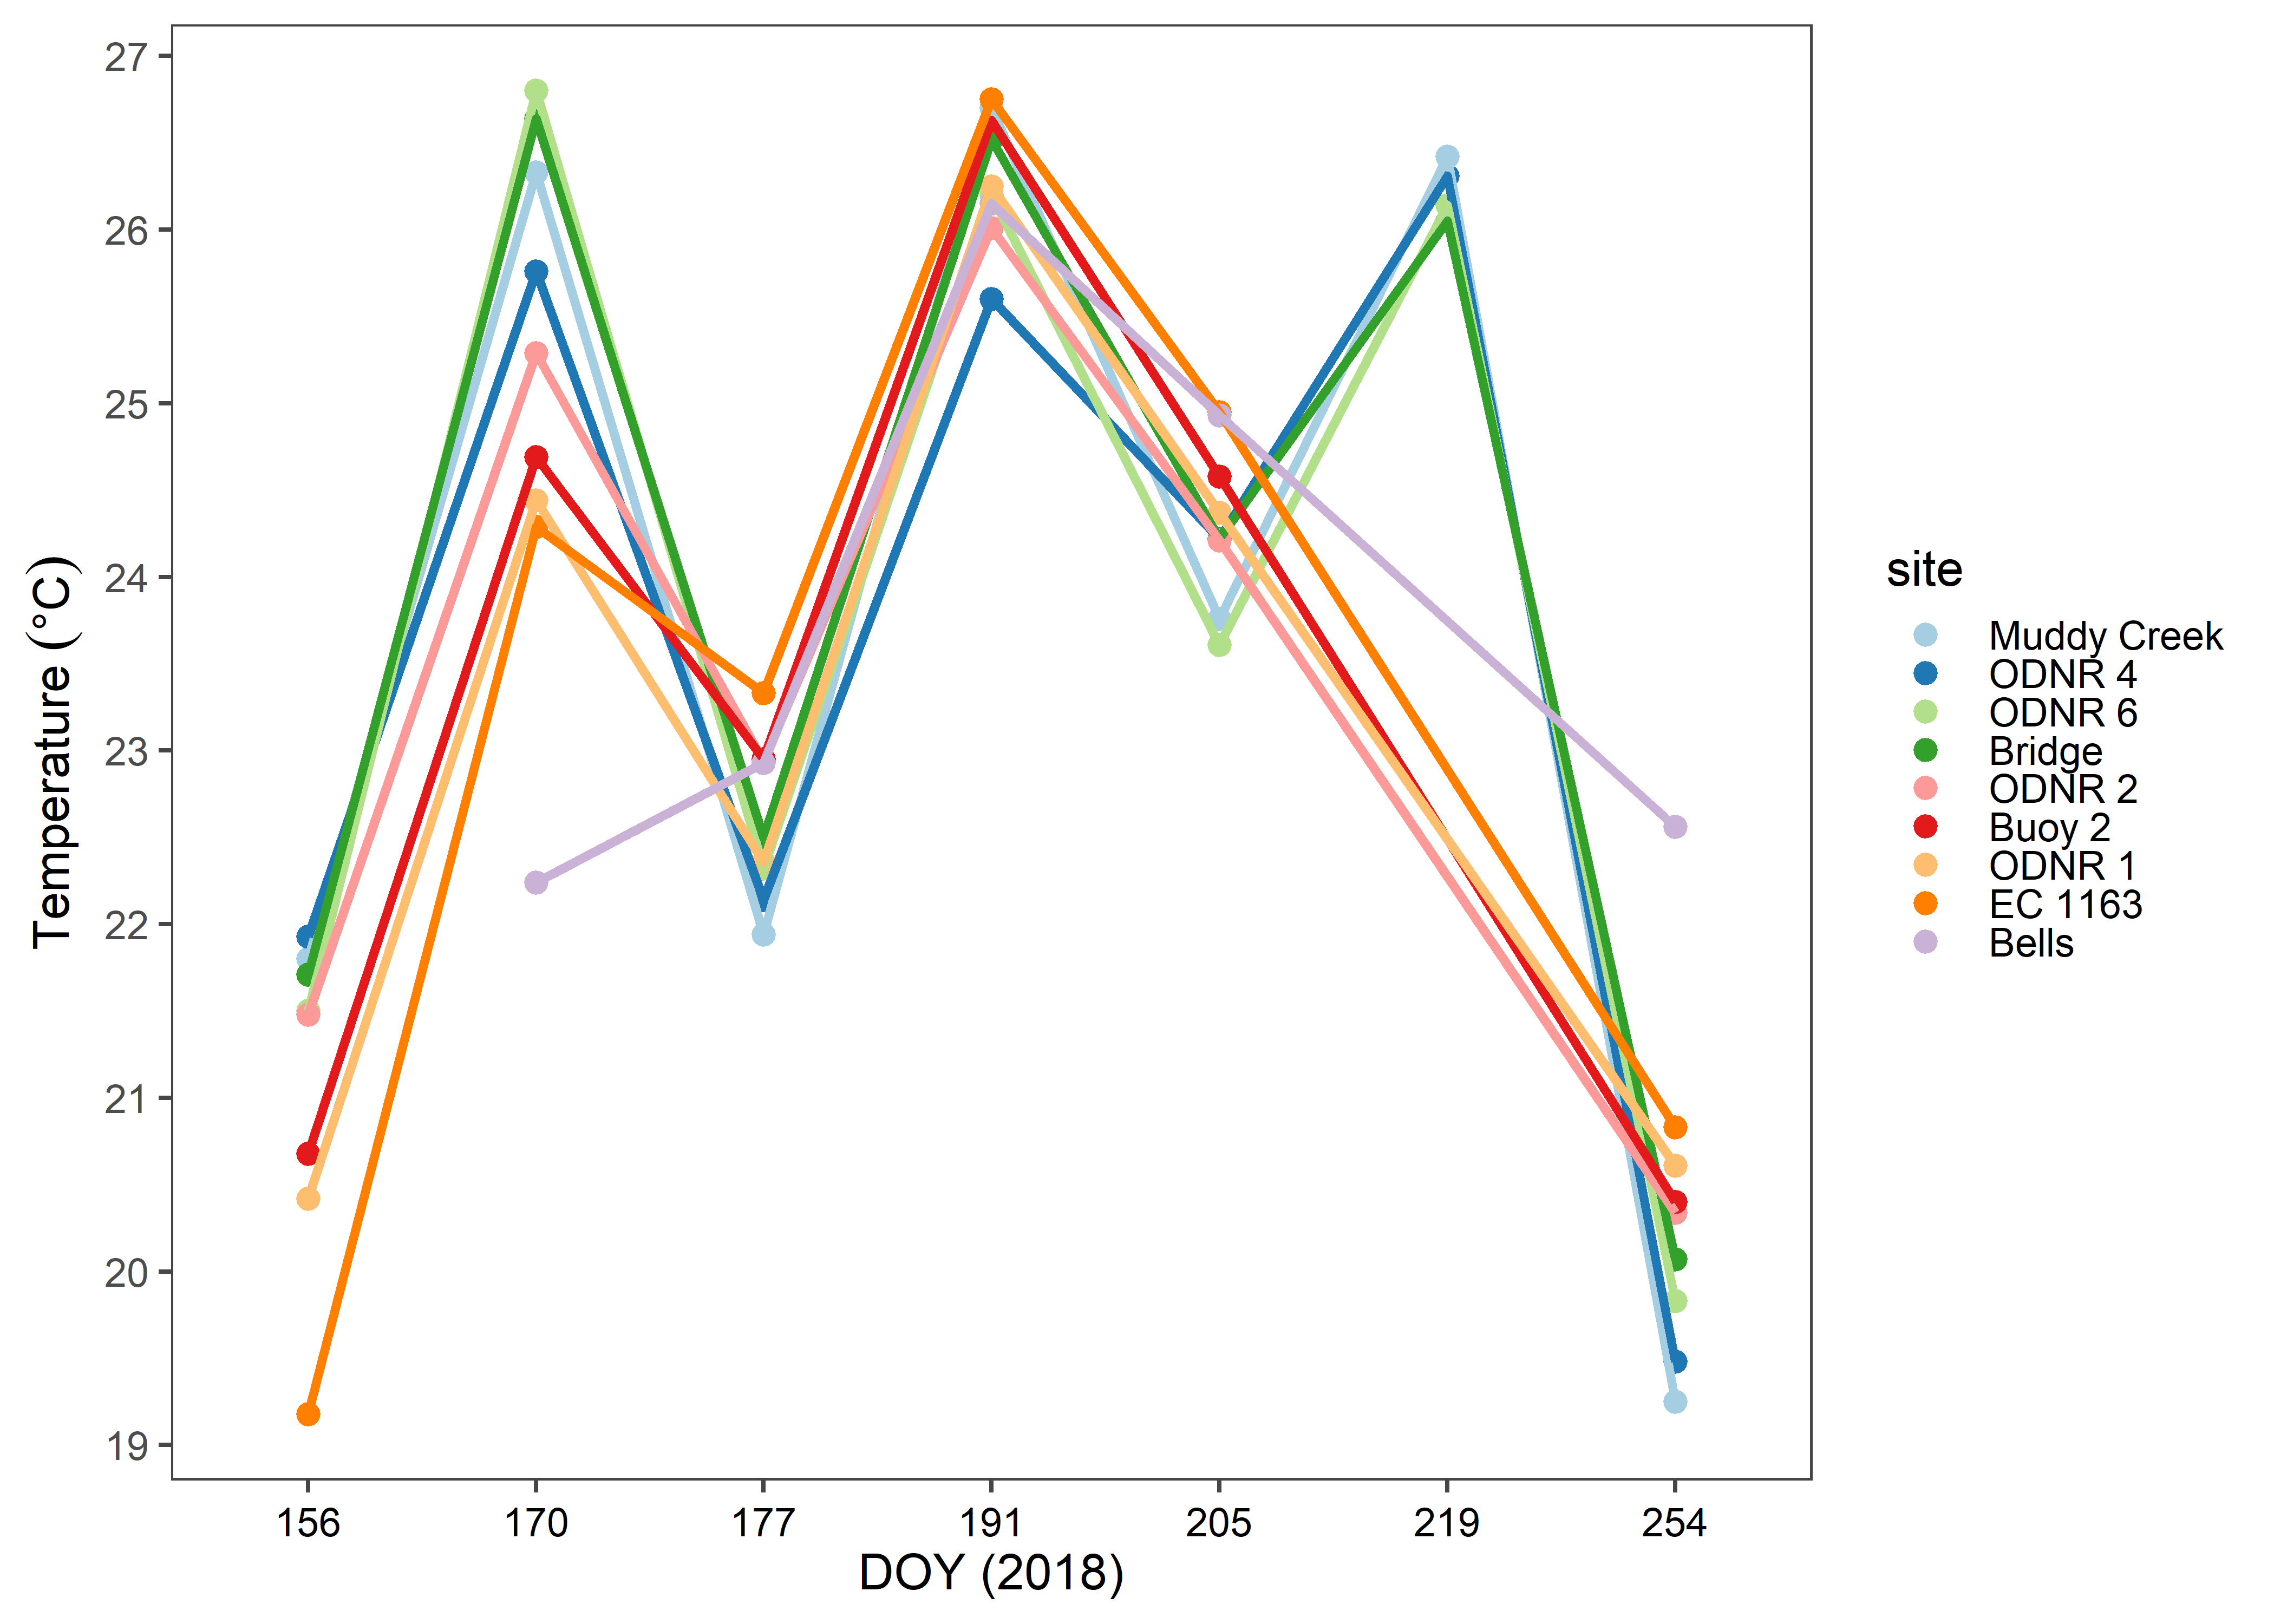 27
26
25
24
23
22
21
20
19
Temperature (°C)
156 170 177 191 205 219 254
DOY (2018)
site
Muddy Creek
ODNR 4
ODNR 6
Bridge
ODNR 2
Buoy 2
ODNR 1
EC 1163
Bells